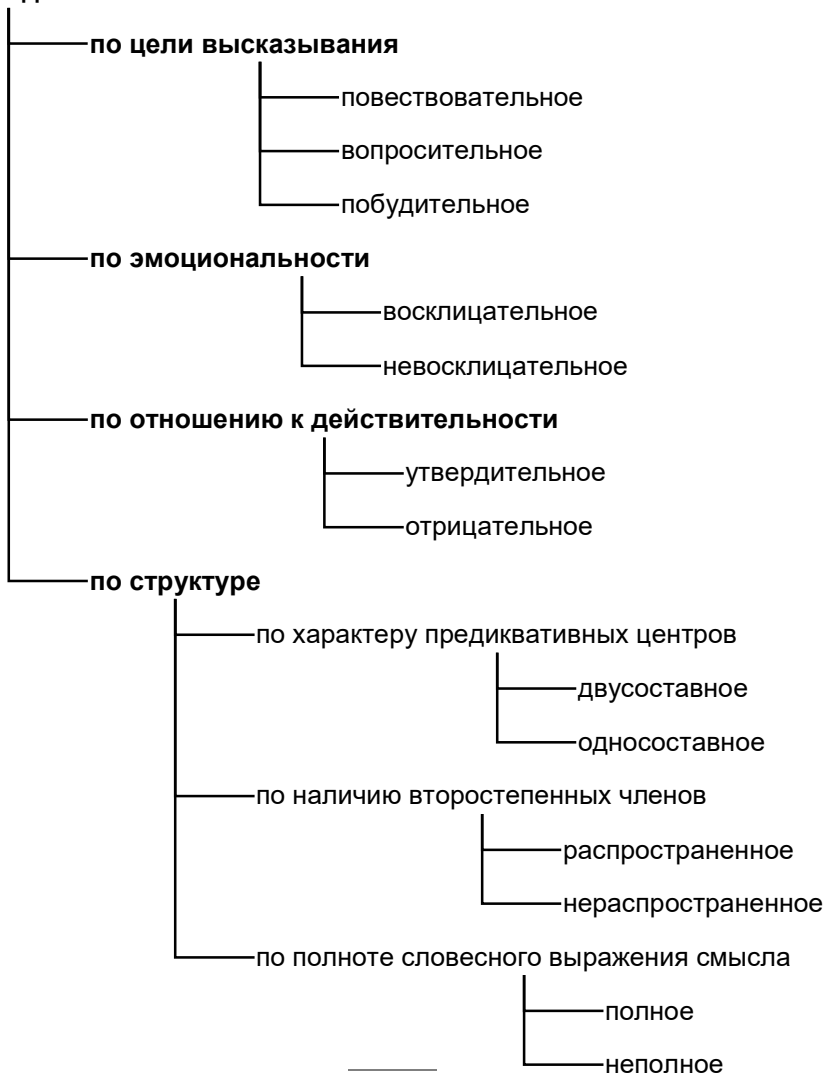 по цели высказывания
повествовательное
вопросительное
побудительное
по эмоциональности
восклицательное
невосклицательное
по отношению к действительности
утвердительное
отрицательное
по структуре
по характеру предиквативных центров
двусоставное
односоставное
по наличию второстепенных членов
распространенное
нераспространенное
по полноте словесного выражения смысла
полное
неполное